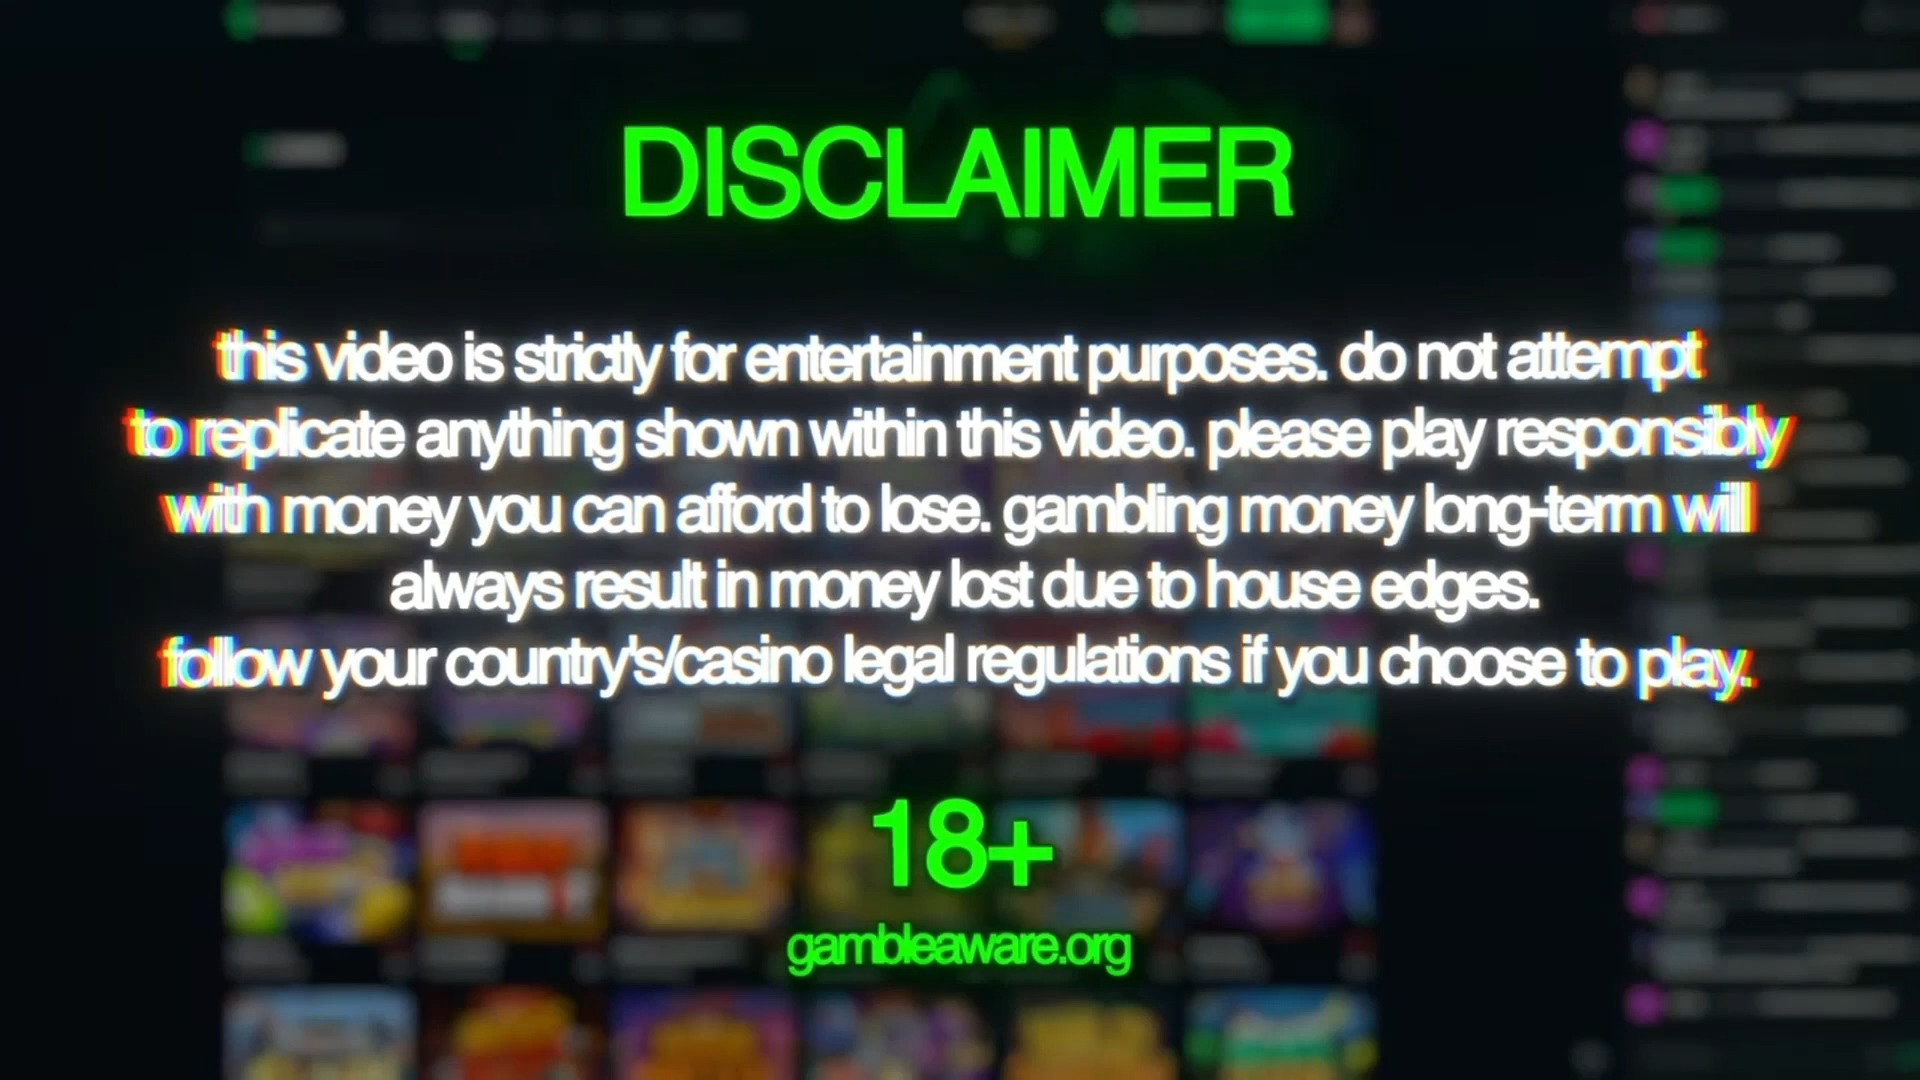 DISCLAIMER
this video is strictly for entertainment purposes. do not attempt
to replicate anything shown within this video. please play responsibly
with money you can afford to lose. gambling money long-term will
always result in money lost due to house edges.
follow your country's/casino legal regulations if you choose to play.
18+
gambleaware.org